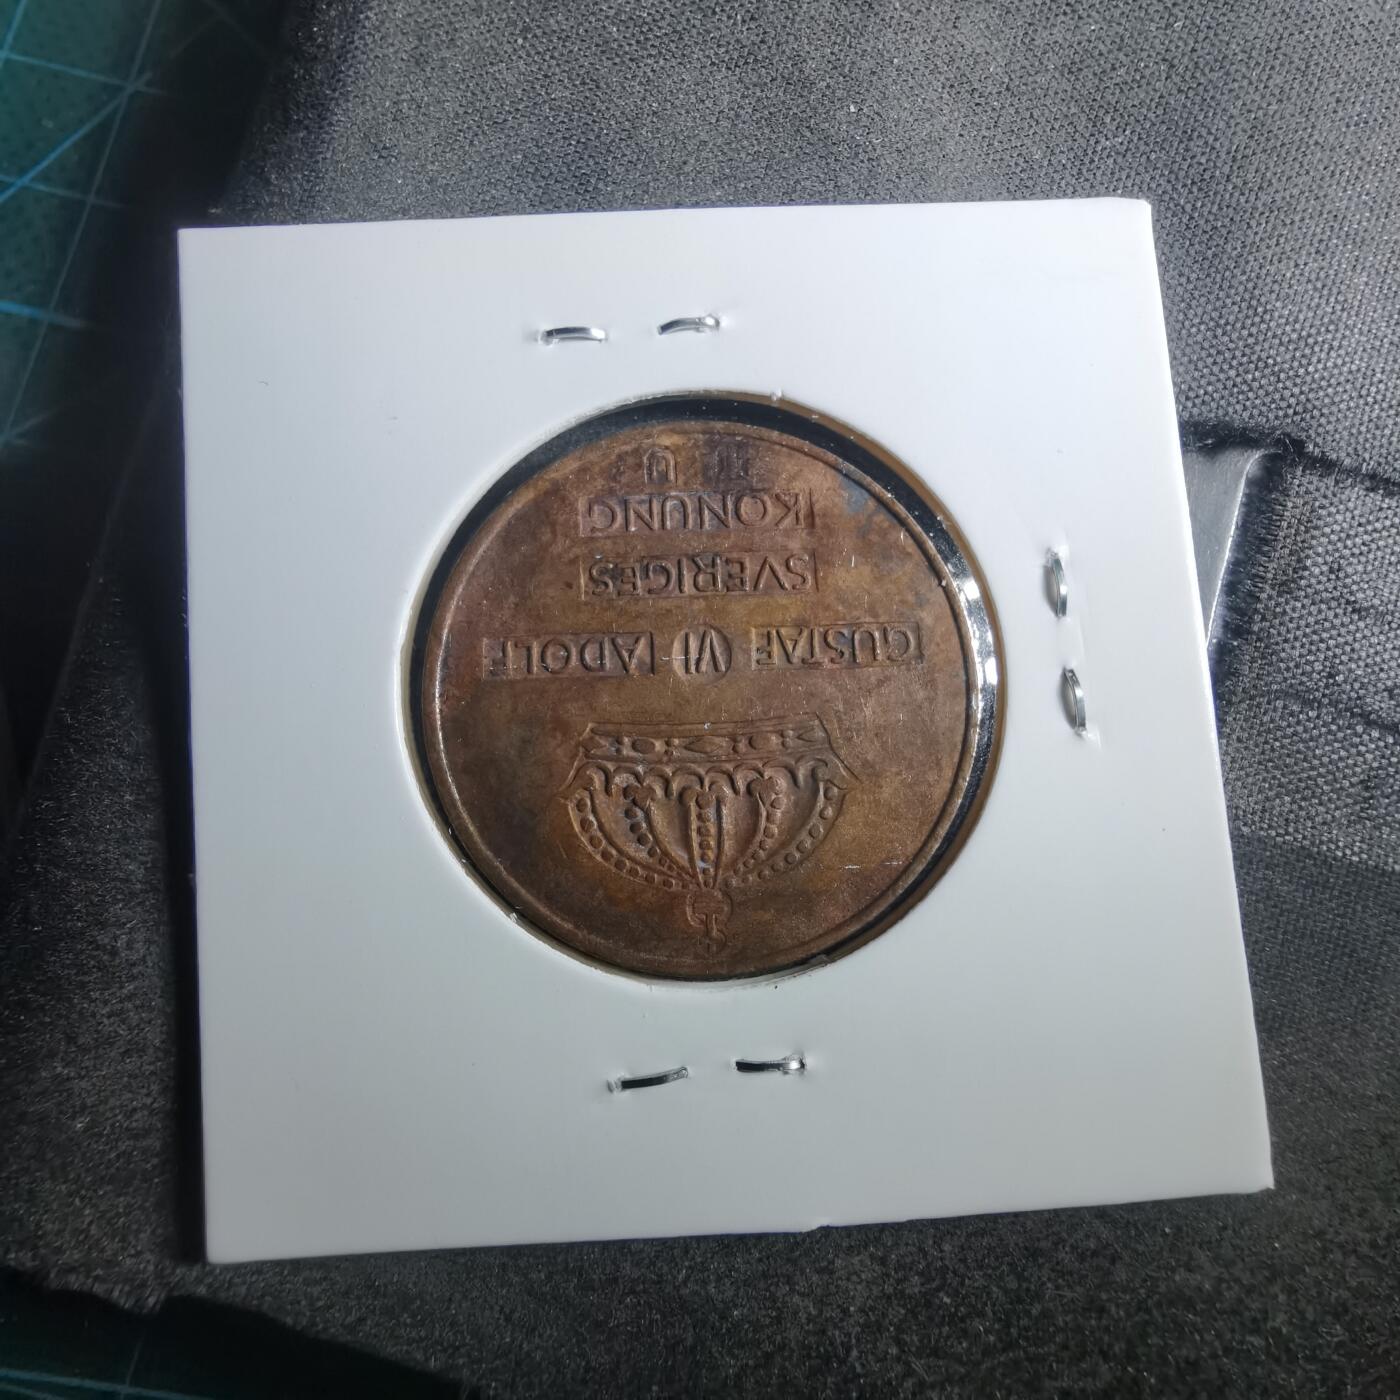 GUSTAF VI ADOLF
SVERIGES
KONUNG
U